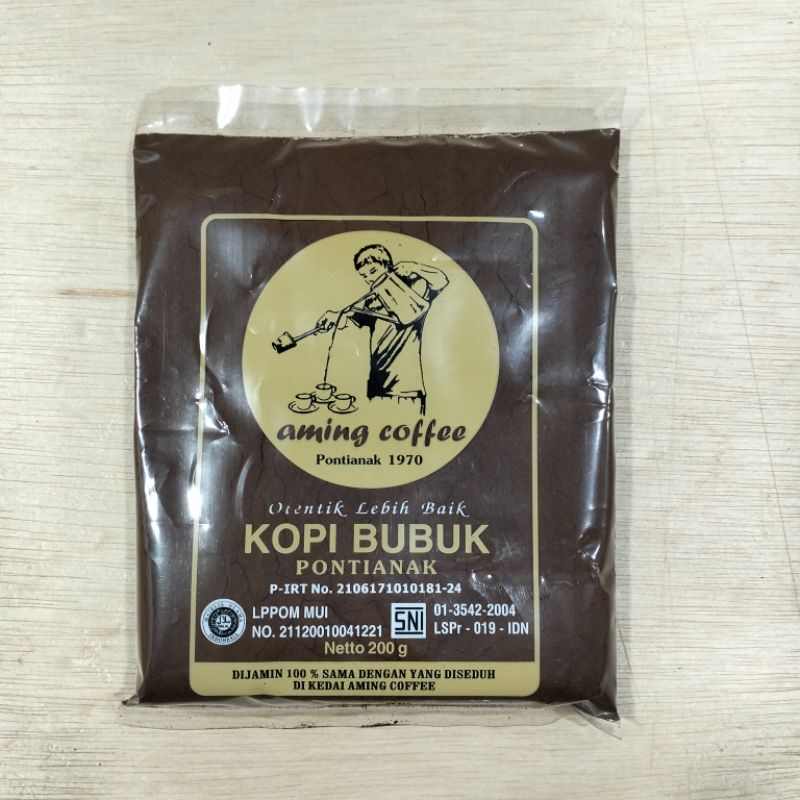 aming coffee
Pontianak 1970
Otentik Lebih Baik
KOPI BUBUK
PONTIANAK
P-IRT No. 2106171010181-24
LPPOM MUI
NO. 21120010041221
SNI
01-3542-2004
LSPr - 019 - IDN
Netto 200 g
DIJAMIN 100 % SAMA DENGAN YANG DISEDUH
DI KEDAI AMING COFFEE